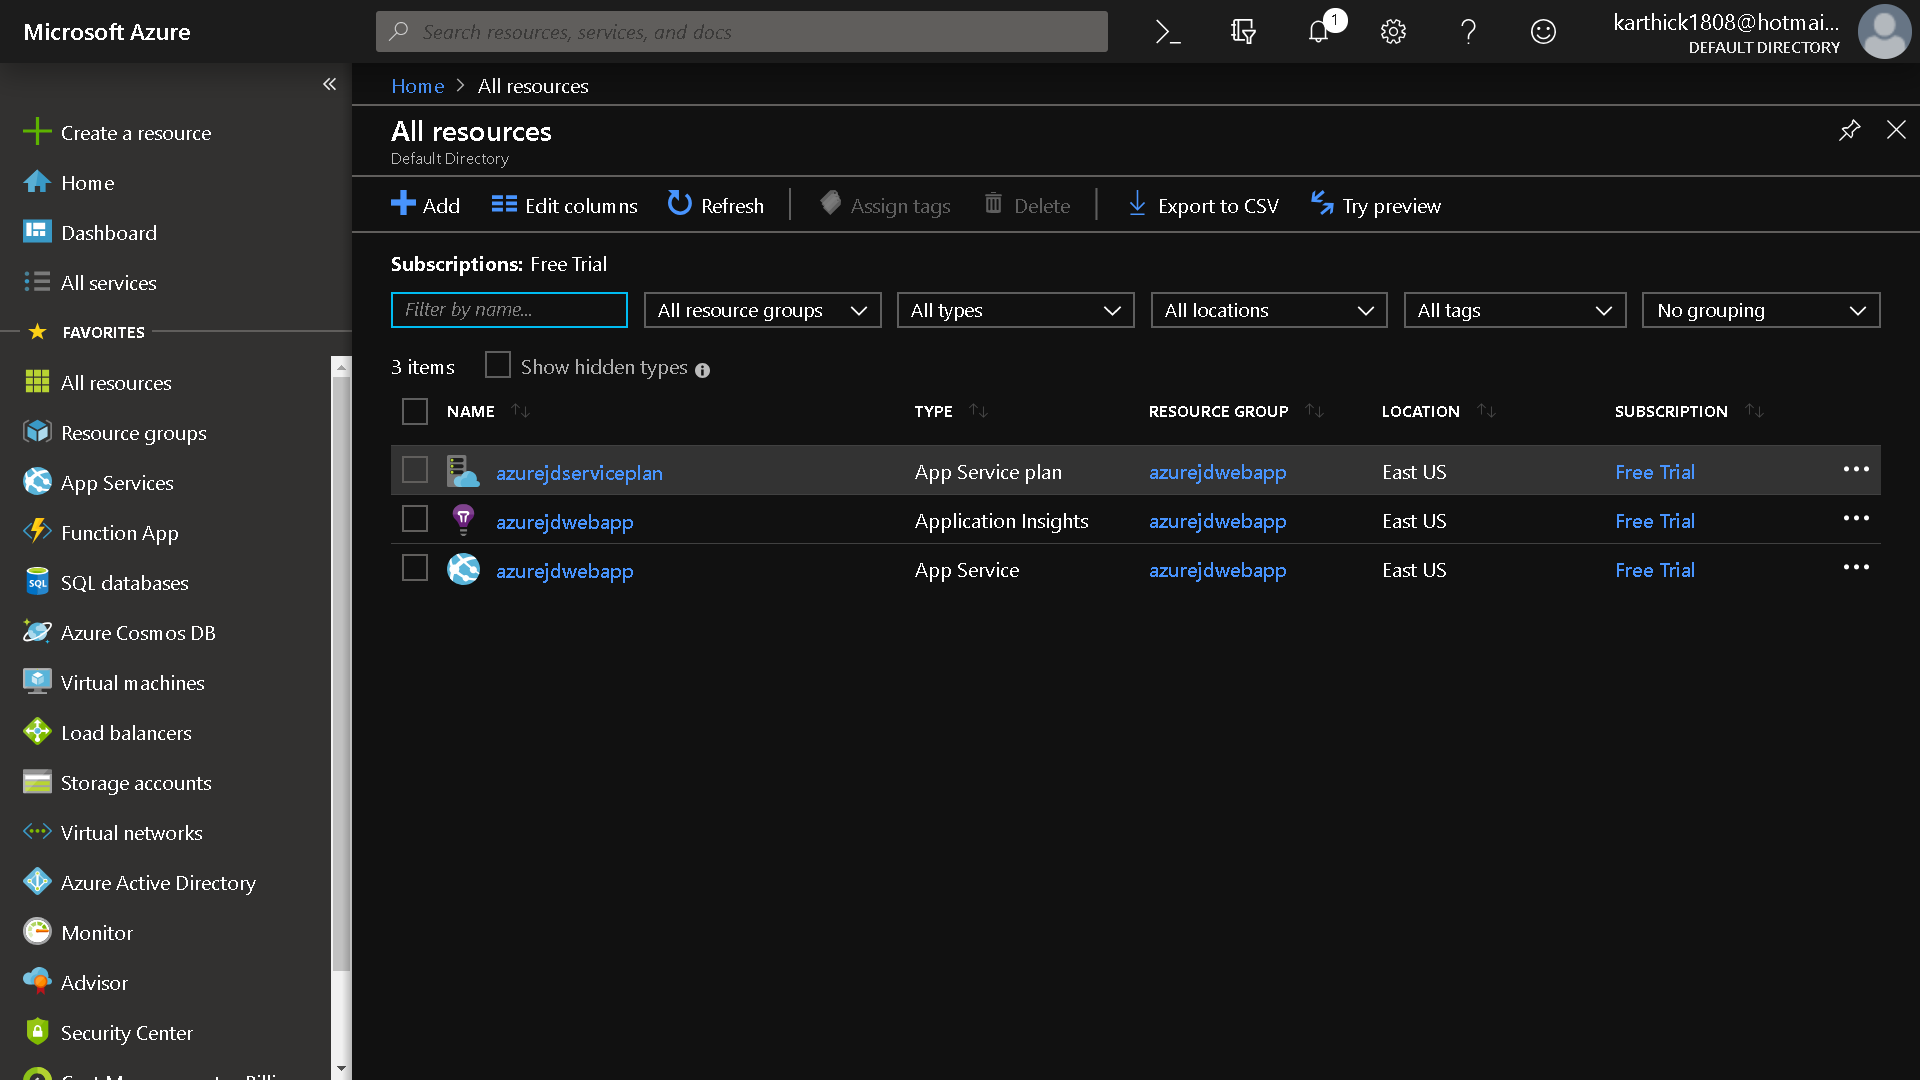 Microsoft Azure
Search resources, services, and docs
1
karthick1808@hotmai...
DEFAULT DIRECTORY
Create a resource
Home
Dashboard
All services
FAVORITES
All resources
Resource groups
App Services
Function App
SQL databases
Azure Cosmos DB
Virtual machines
Load balancers
Storage accounts
Virtual networks
Azure Active Directory
Monitor
Advisor
Security Center
Home > All resources
All resources
Default Directory
Add Edit columns Refresh Assign tags Delete Export to CSV Try preview
Subscriptions: Free Trial
Filter by name... All resource groups All types All locations All tags No grouping
3 items Show hidden types
NAME TYPE RESOURCE GROUP LOCATION SUBSCRIPTION
azurejdserviceplan App Service plan azurejdwebapp East US Free Trial ...
azurejdwebapp Application Insights azurejdwebapp East US Free Trial ...
azurejdwebapp App Service azurejdwebapp East US Free Trial ...